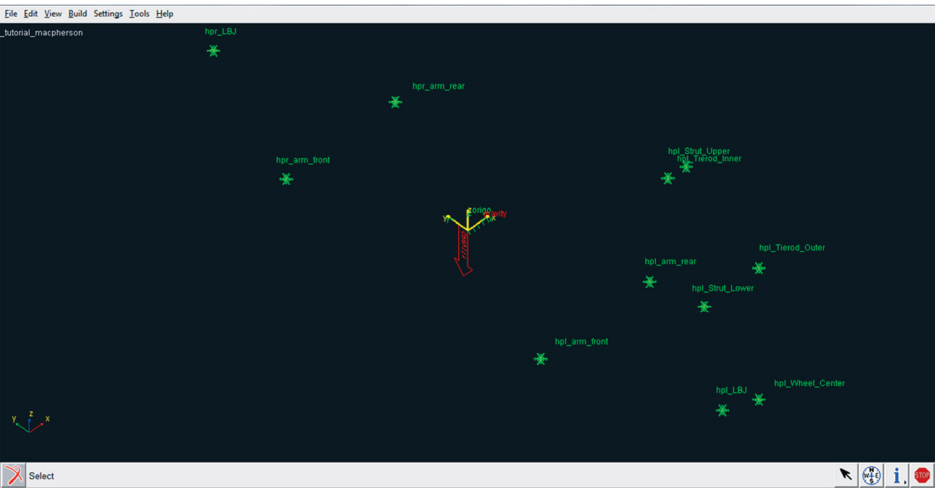 File Edit View Build Settings Tools Help
_tutorial_macpherson
hpr_LBJ
hpr_arm_rear
hpr_arm_front
hpl_Strut_Upper
hpl_Tierod_Inner
origo
Y
X
hpl_Tierod_Outer
hpl_arm_rear
hpl_Strut_Lower
hpl_arm_front
hpl_Wheel_Center
hpl_LBJ
z
y
x
Select
N
W E
S
i
STOP